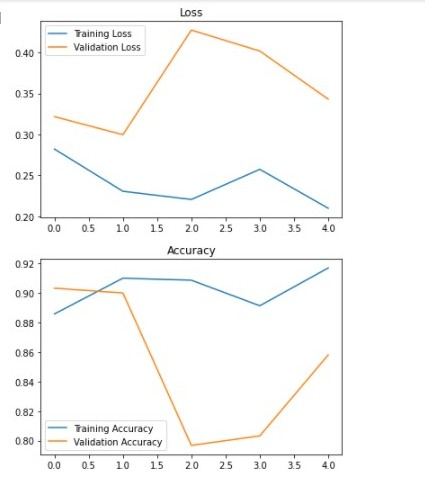 Loss
Training Loss
Validation Loss
0.40
0.35
0.30
0.25
0.20
0.0 0.5 1.0 1.5 2.0 2.5 3.0 3.5 4.0
Accuracy
0.92
0.90
0.88
0.86
0.84
0.82
0.80
Training Accuracy
Validation Accuracy
0.0 0.5 1.0 1.5 2.0 2.5 3.0 3.5 4.0